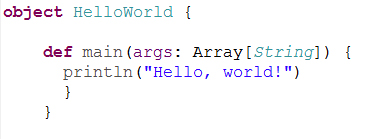 object HelloWorld {
def main(args: Array[String]) {
println("Hello, world!")
}
}